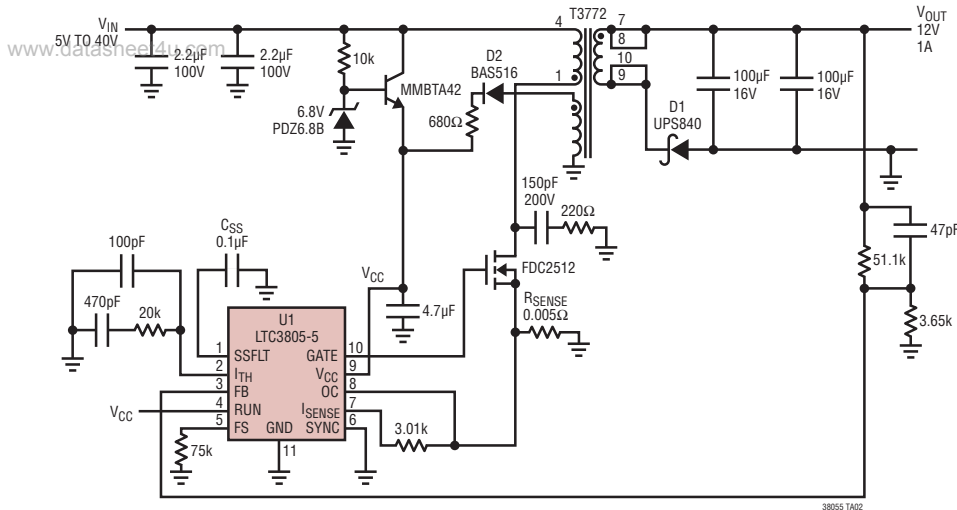 V_IN
5V TO 40V
www.datasheet4u.com
2.2µF
100V
2.2µF
100V
10k
MMBTA42
6.8V
PDZ6.8B
D2
BAS516
680Ω
T3772
4
1
7
8
10
9
D1
UPS840
100µF
16V
100µF
16V
V_OUT
12V
1A
150pF
200V
220Ω
FDC2512
R_SENSE
0.005Ω
47pF
51.1k
3.65k
100pF
470pF
20k
C_SS
0.1µF
V_CC
4.7µF
U1
LTC3805-5
1 SSFLT
2 I_TH
3 FB
4 RUN
5 FS
GND
11
GATE 10
V_CC 9
OC 8
I_SENSE 7
SYNC 6
V_CC
75k
3.01k
38055 TA02